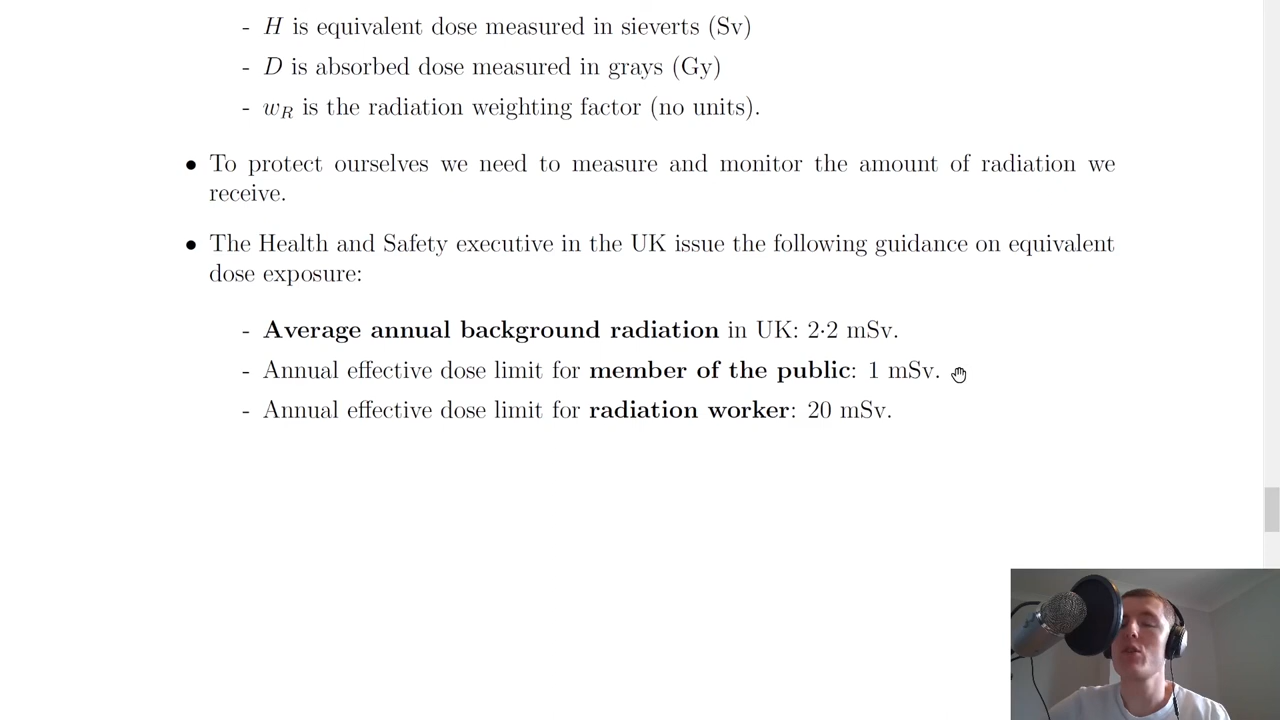 - H is equivalent dose measured in sieverts (Sv)
- D is absorbed dose measured in grays (Gy)
- wR is the radiation weighting factor (no units).
• To protect ourselves we need to measure and monitor the amount of radiation we
receive.
• The Health and Safety executive in the UK issue the following guidance on equivalent
dose exposure:
- Average annual background radiation in UK: 2·2 mSv.
- Annual effective dose limit for member of the public: 1 mSv.
- Annual effective dose limit for radiation worker: 20 mSv.